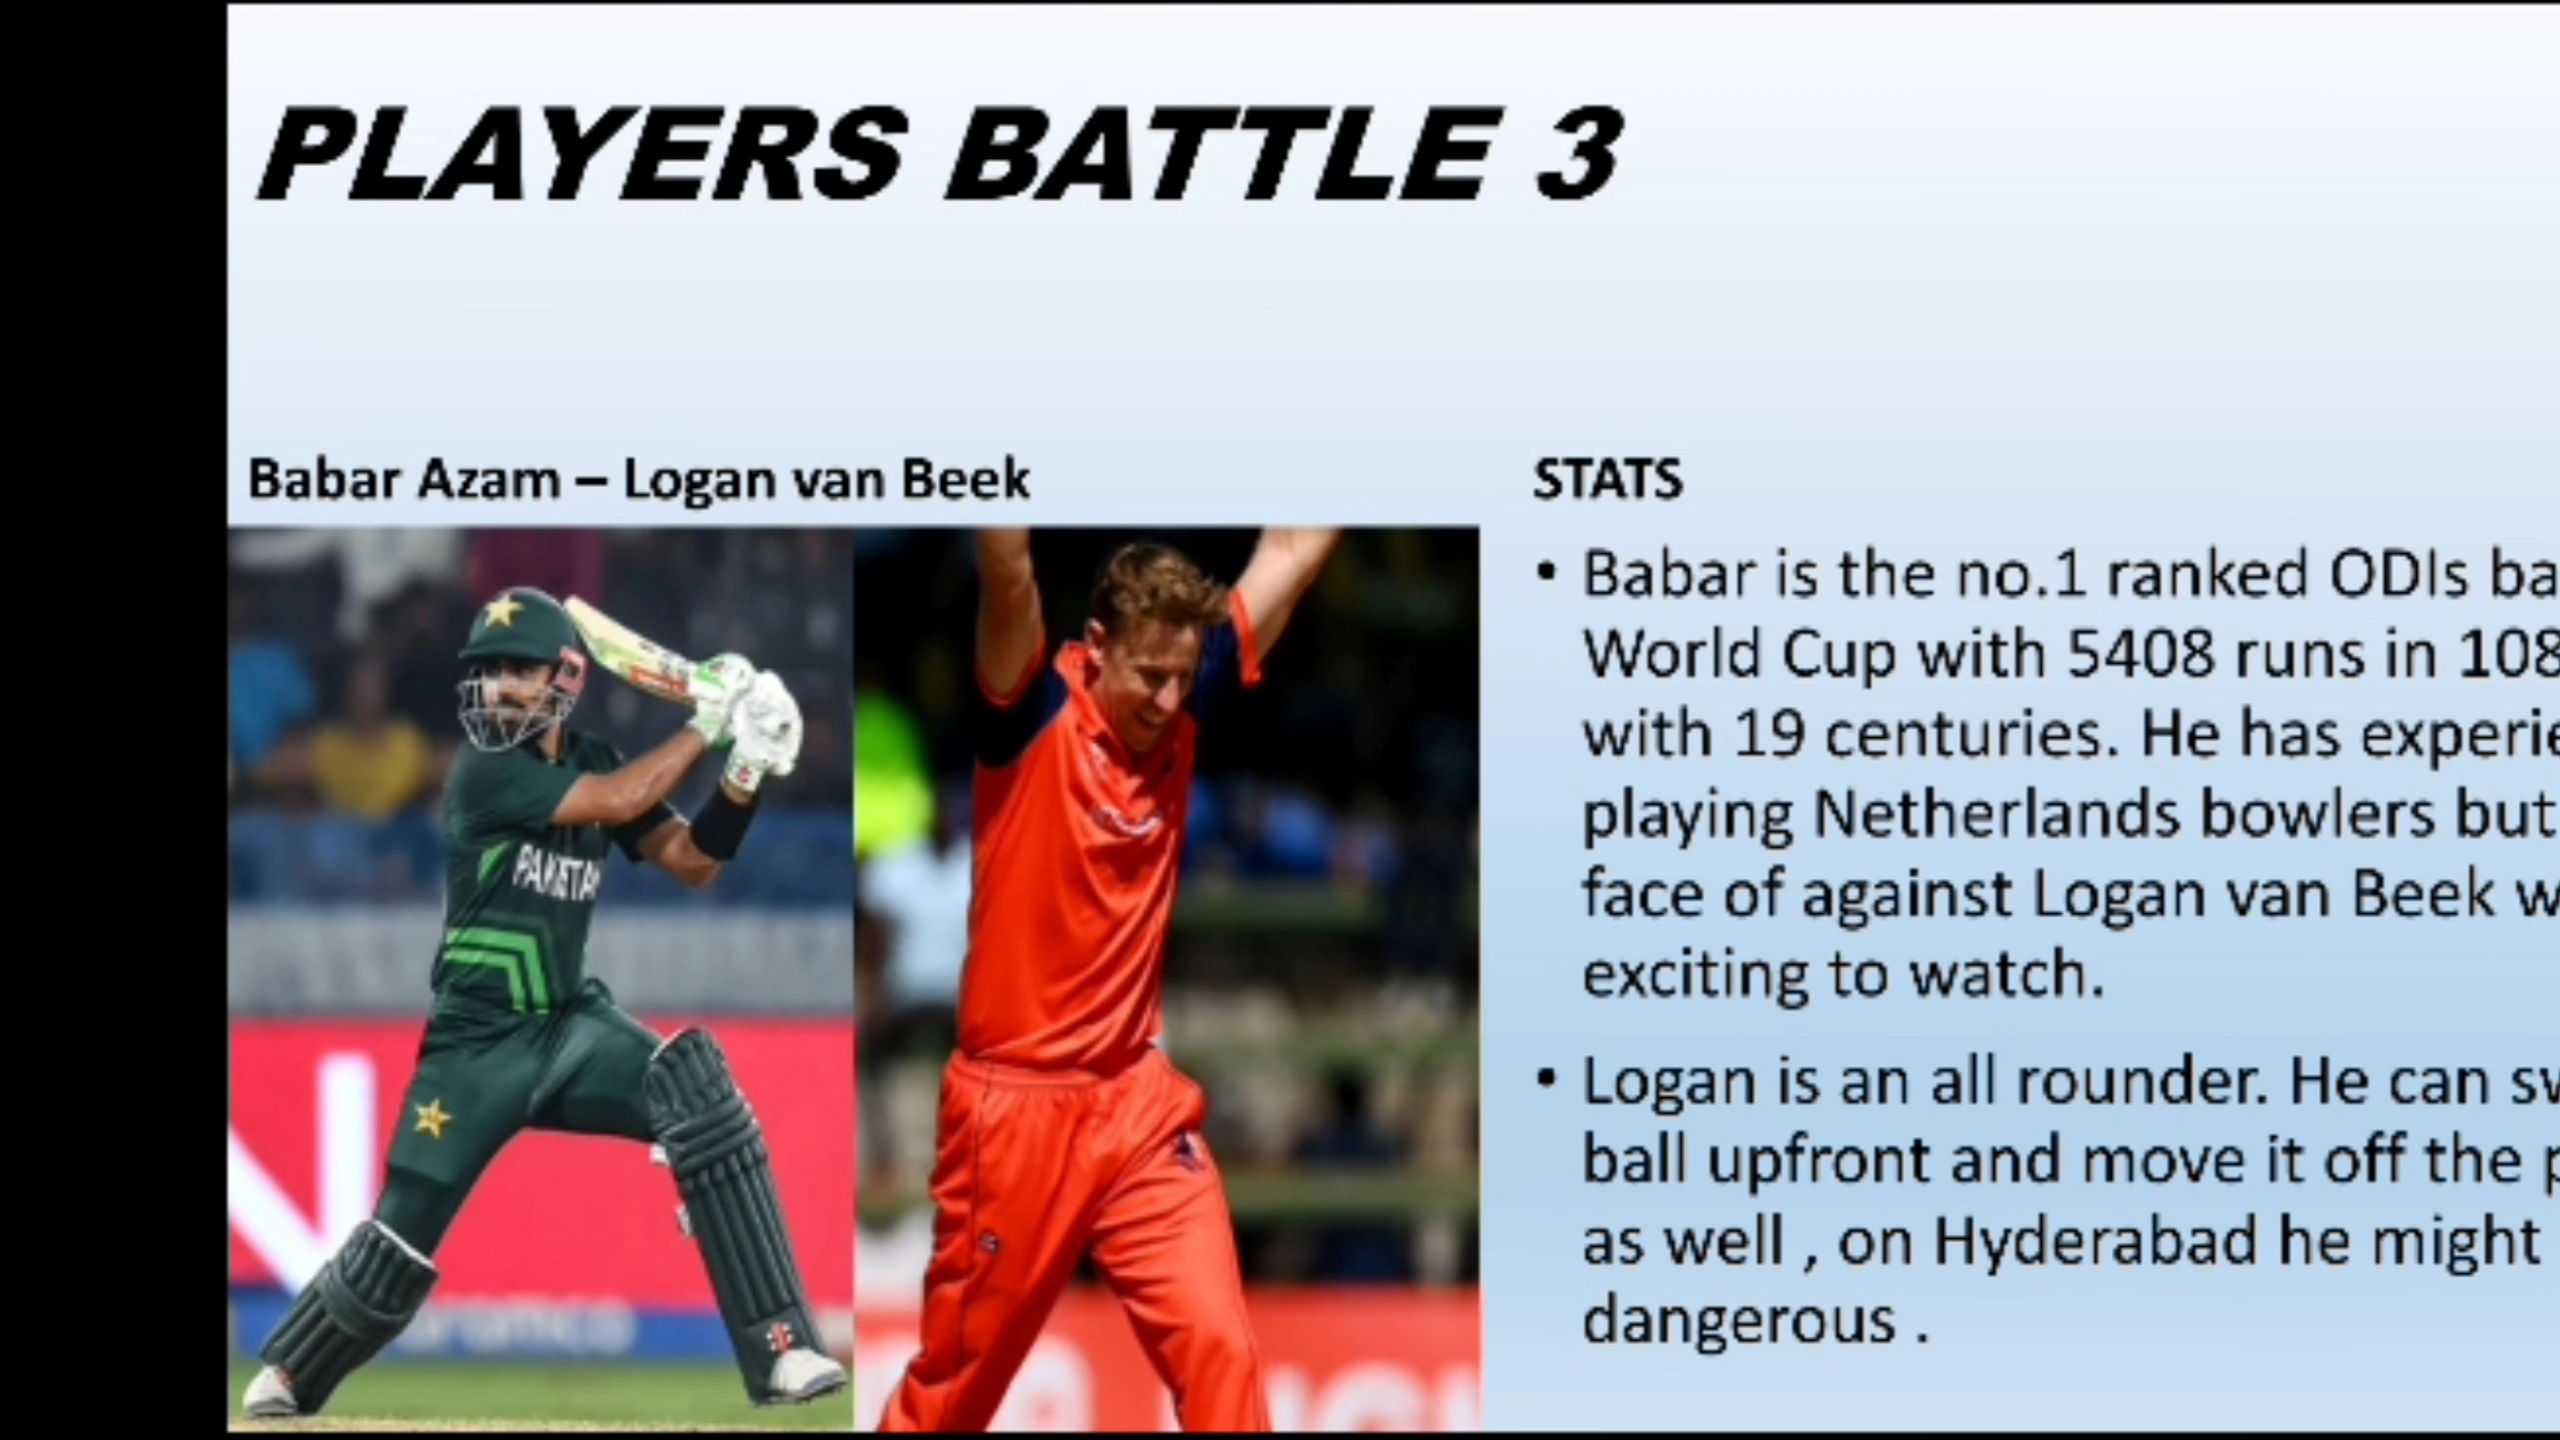 PLAYERS BATTLE 3
Babar Azam – Logan van Beek
STATS
• Babar is the no.1 ranked ODIs ba
World Cup with 5408 runs in 108
with 19 centuries. He has experie
playing Netherlands bowlers but
face of against Logan van Beek w
exciting to watch.
• Logan is an all rounder. He can sw
ball upfront and move it off the p
as well , on Hyderabad he might
dangerous .
PAKISTAN
aramco